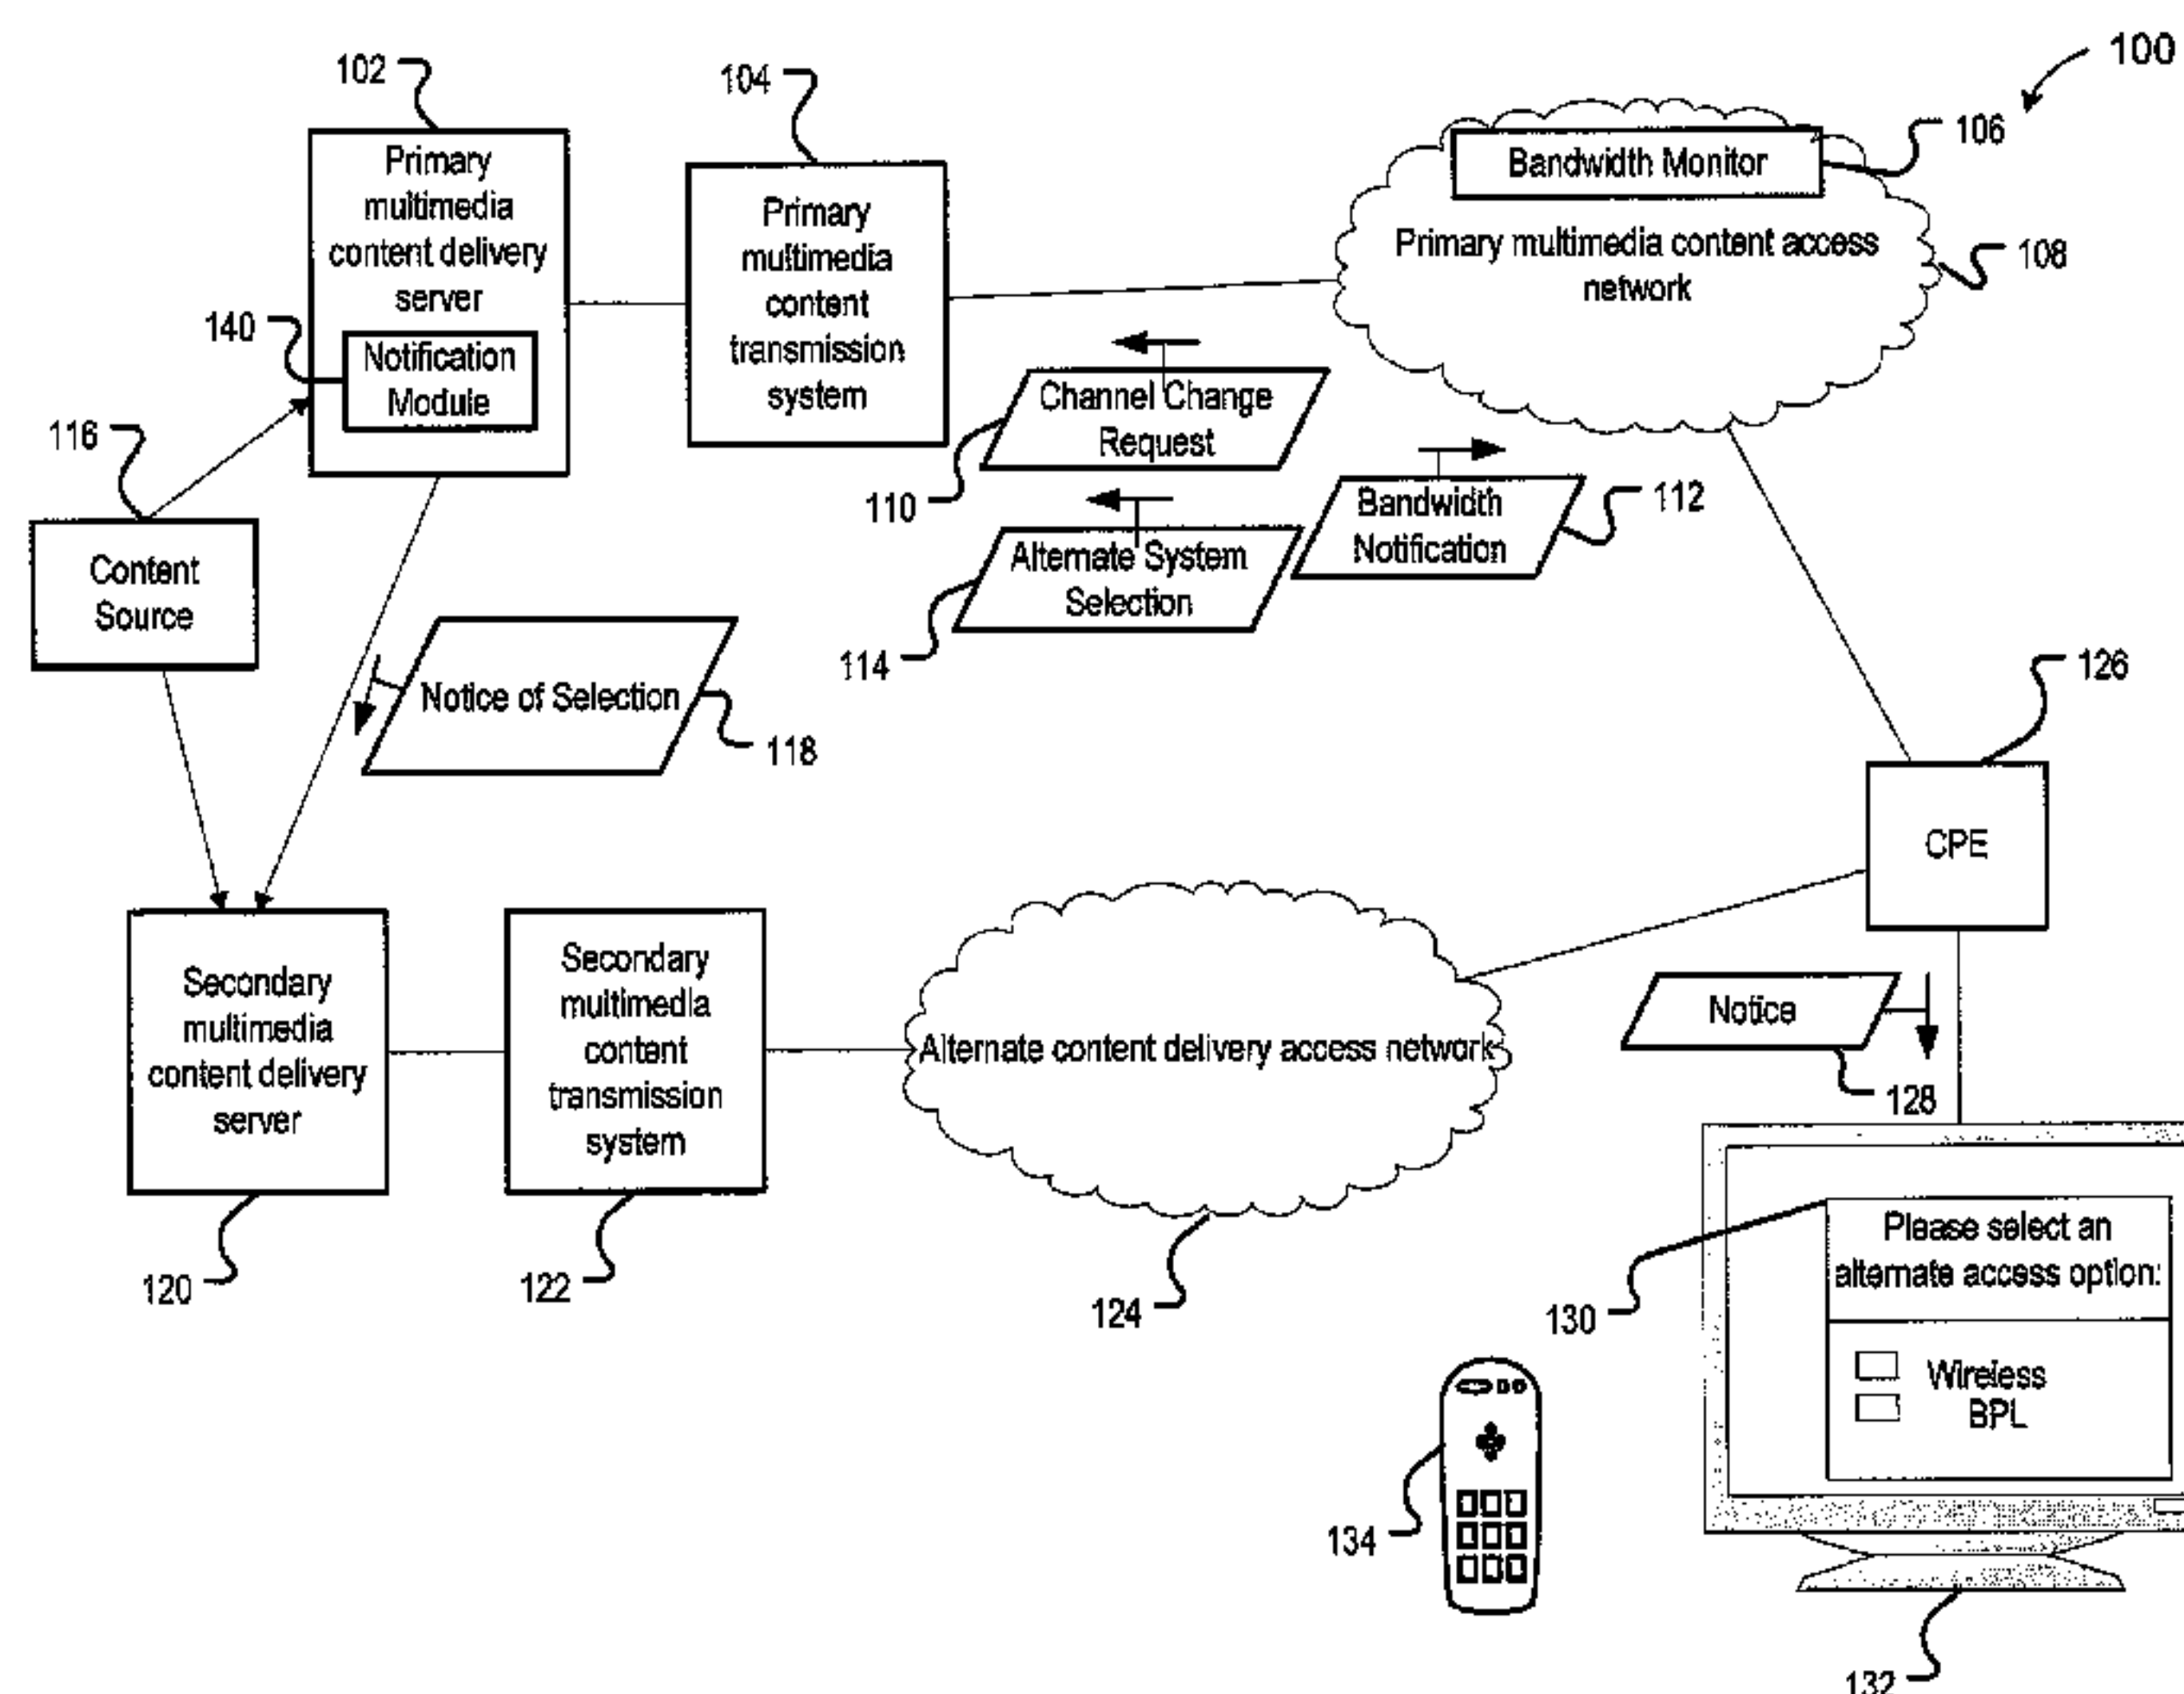 100
102
104
106
Primary
multimedia
content delivery
server
Primary
multimedia
content
transmission
system
Bandwidth Monitor
Primary multimedia content access
network
108
140
Notification
Module
116
Channel Change
Request
110
Bandwidth
Notification
112
Content
Source
Alternate System
Selection
114
Notice of Selection
118
126
CPE
Secondary
multimedia
content delivery
server
Secondary
multimedia
content
transmission
system
Alternate content delivery access network
Notice
128
120
122
124
130
Please select an
alternate access option:
Wireless
BPL
134
132